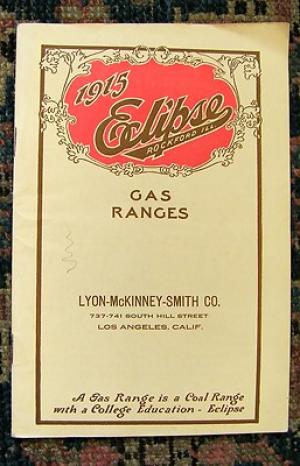 1915
Eclipse
ROCKFORD ILL.
GAS
RANGES
LYON-McKINNEY-SMITH CO.
737-741 SOUTH HILL STREET
LOS ANGELES, CALIF.
A Gas Range is a Coal Range
with a College Education - Eclipse